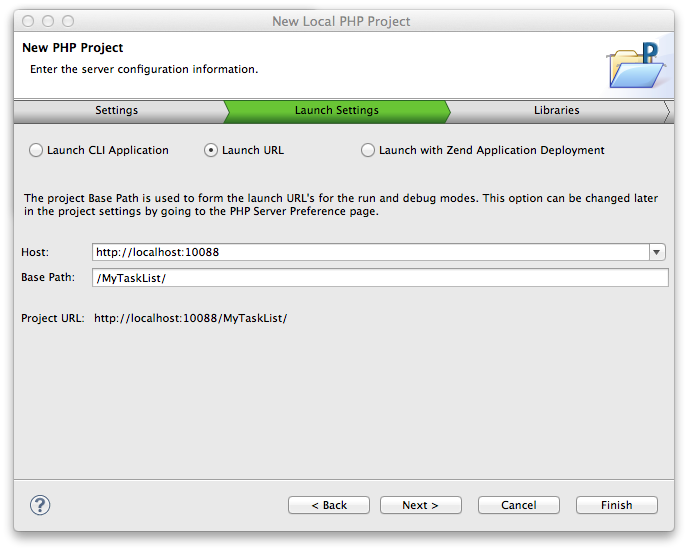 New Local PHP Project
New PHP Project
Enter the server configuration information.
P
Settings Launch Settings Libraries
Launch CLI Application Launch URL Launch with Zend Application Deployment
The project Base Path is used to form the launch URL's for the run and debug modes. This option can be changed later
in the project settings by going to the PHP Server Preference page.
Host: http://localhost:10088
Base Path: /MyTaskList/
Project URL: http://localhost:10088/MyTaskList/
? < Back Next > Cancel Finish